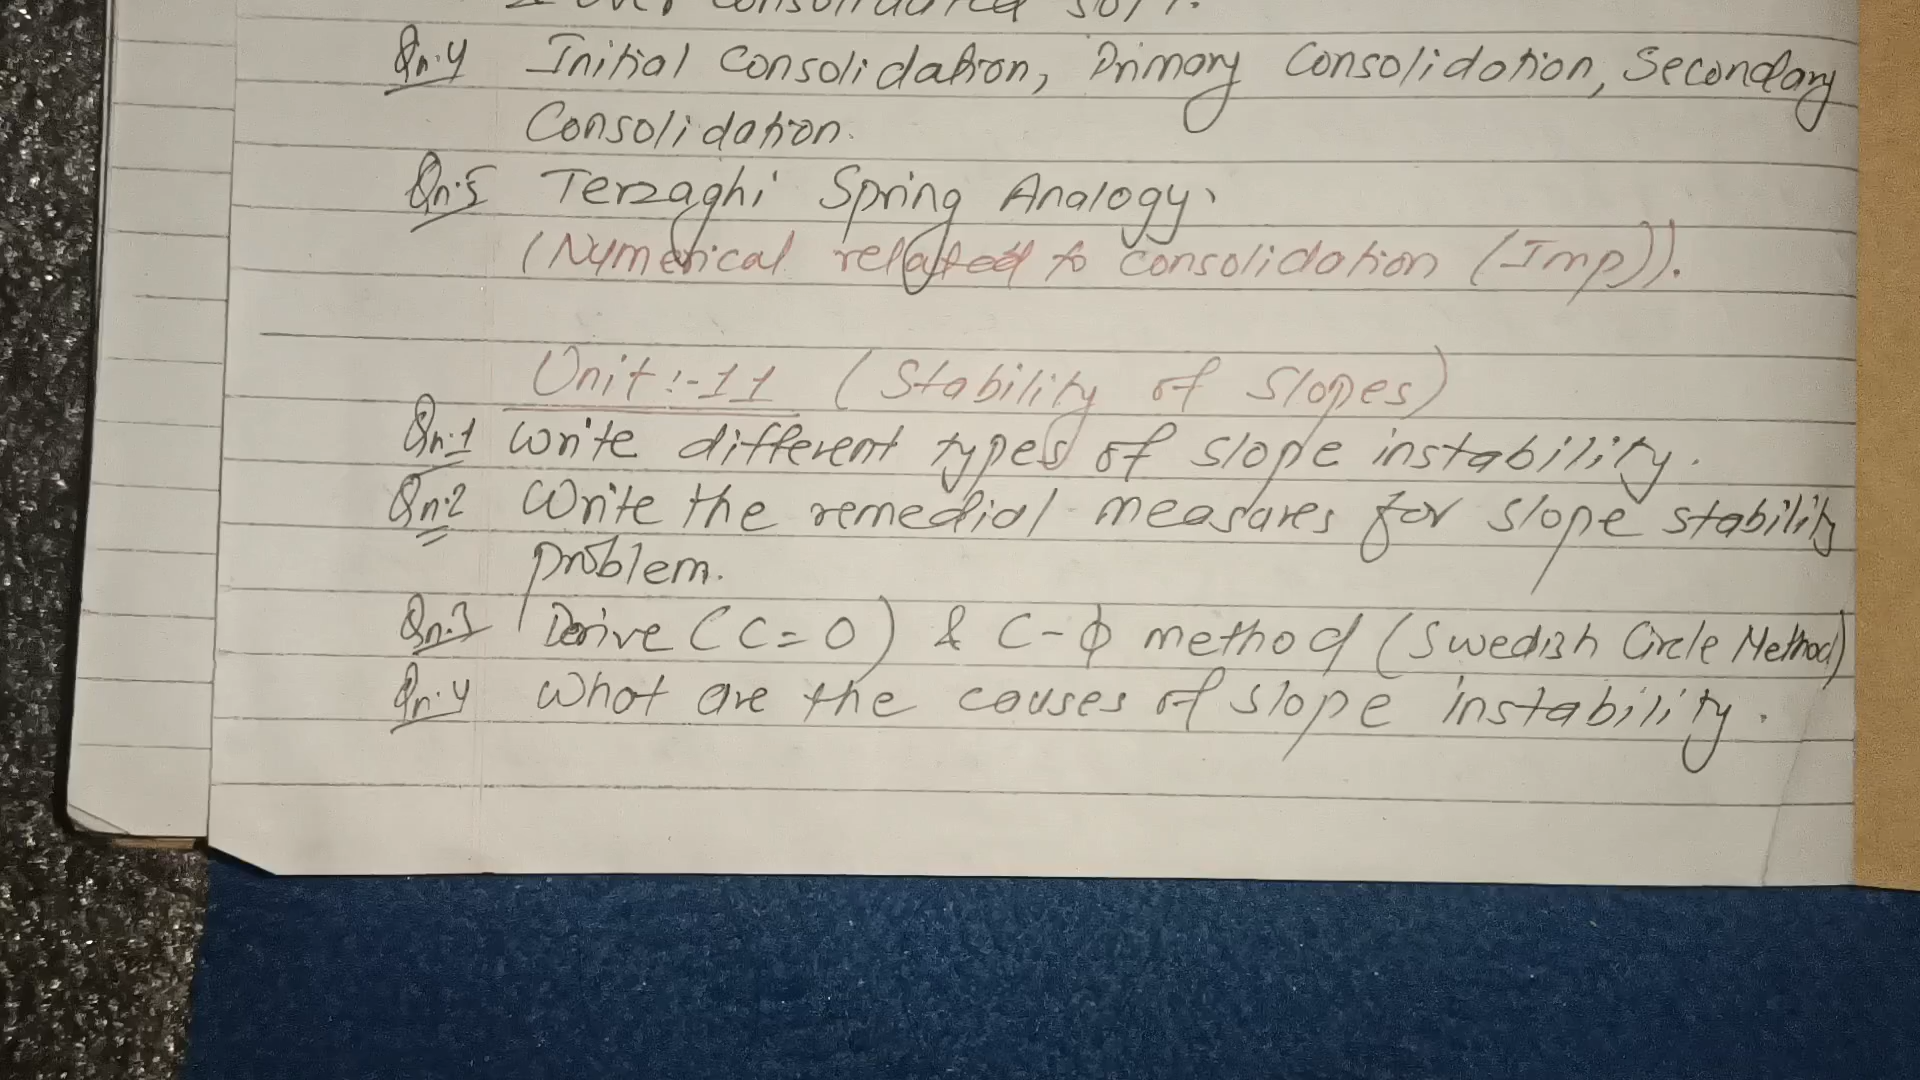 & Over consolidated soil.
Qn.4 Initial Consolidation, Primary Consolidation, Secondary
Consolidation.
Qn.5 Terzaghi Spring Analogy.
(Numerical related to consolidation (Imp)).
Unit:-11 (Stability of Slopes)
Qn.1 Write different types of slope instability.
Qn.2 Write the remedial measures for slope stability
problem.
Qn.3 Derive (C=0) & C-ϕ method (Swedish Circle Method)
Qn.4 What are the causes of slope instability.